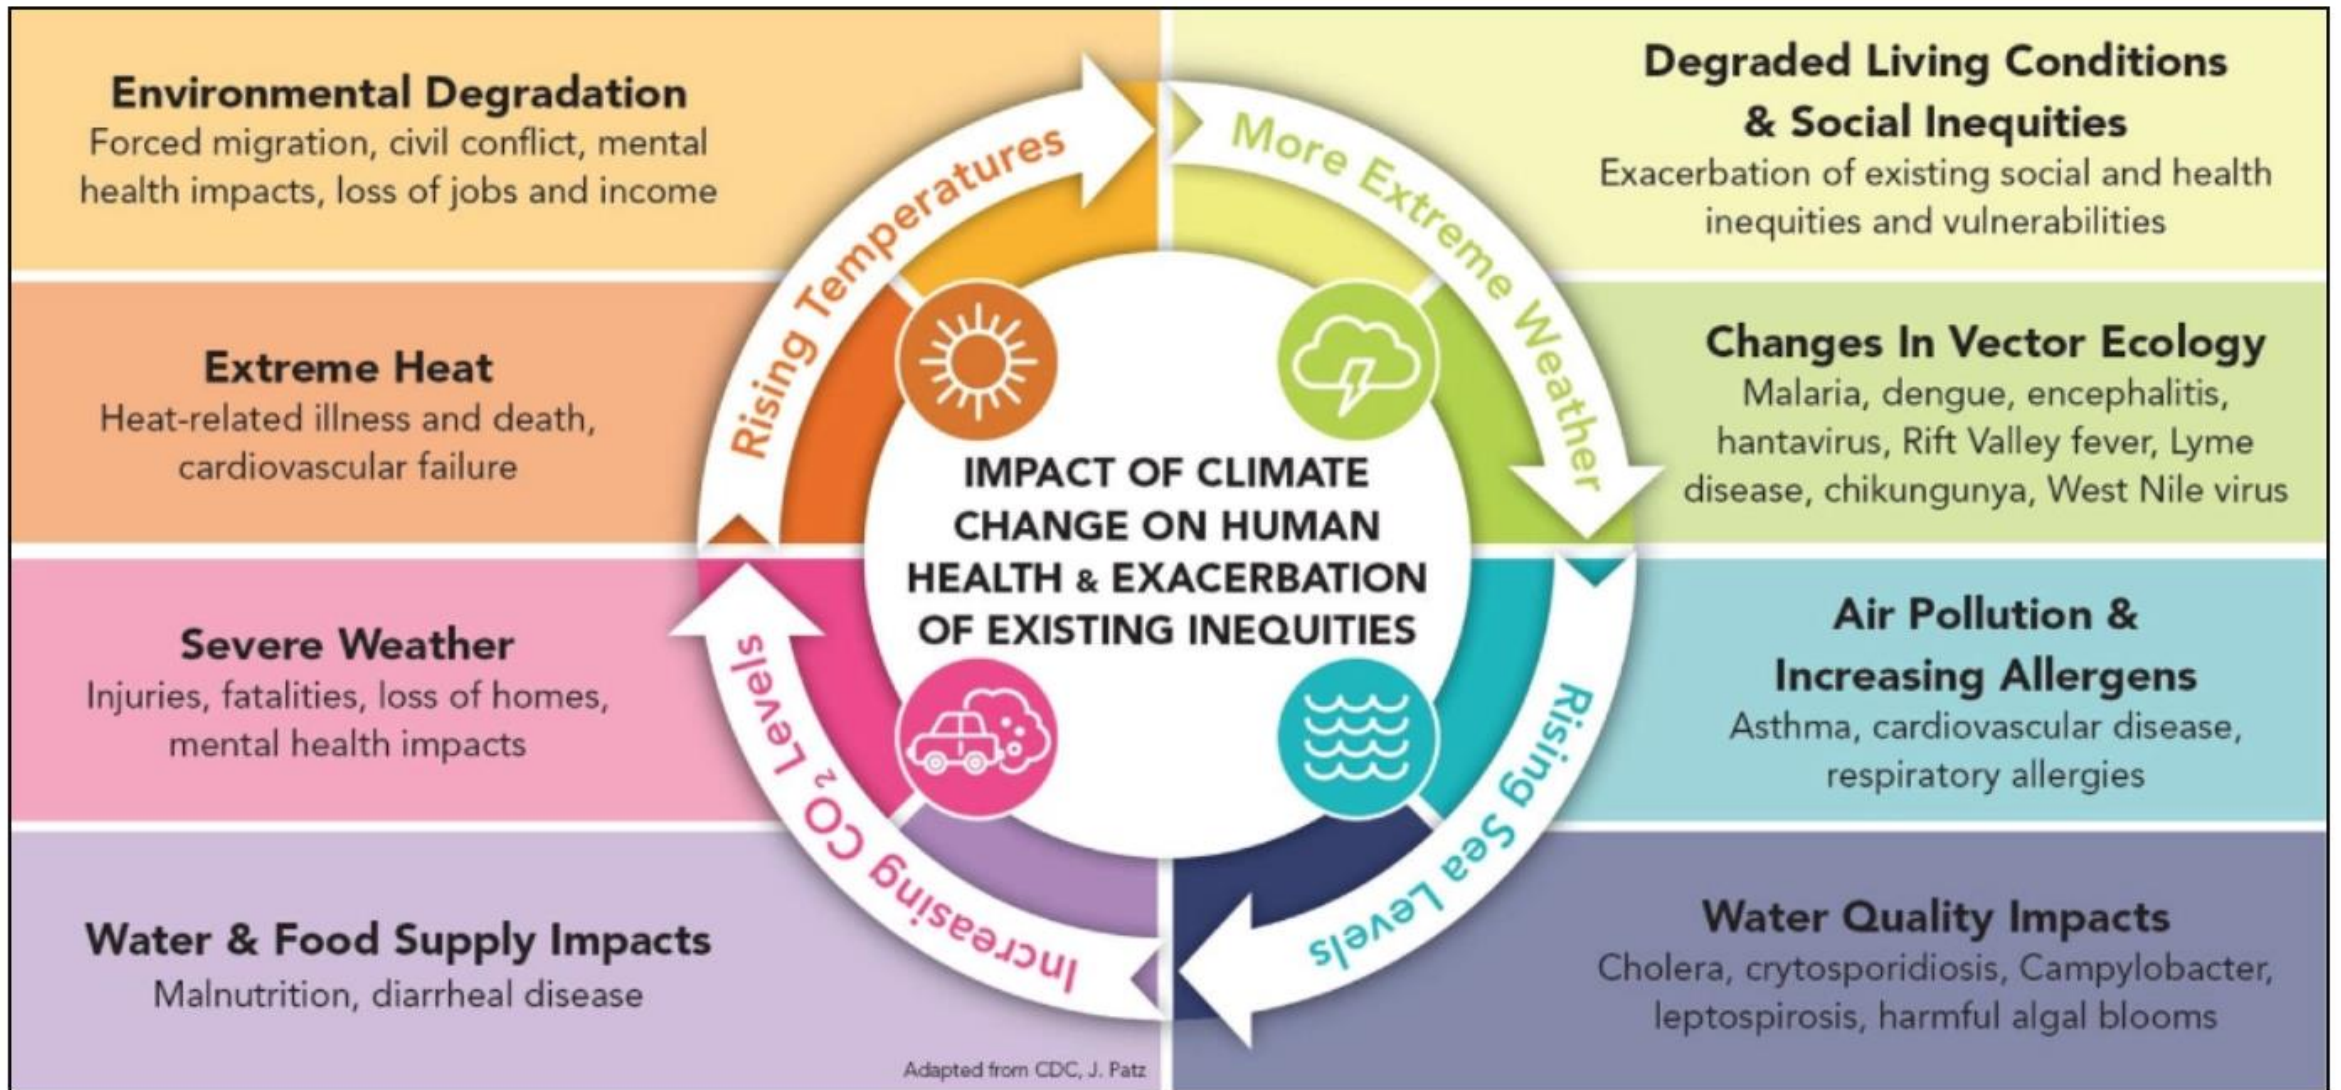 Environmental Degradation
Forced migration, civil conflict, mental
health impacts, loss of jobs and income
Extreme Heat
Heat-related illness and death,
cardiovascular failure
Severe Weather
Injuries, fatalities, loss of homes,
mental health impacts
Water & Food Supply Impacts
Malnutrition, diarrheal disease
Rising Temperatures
More Extreme Weather
Rising Sea Levels
Increasing CO₂ Levels
IMPACT OF CLIMATE
CHANGE ON HUMAN
HEALTH & EXACERBATION
OF EXISTING INEQUITIES
Degraded Living Conditions
& Social Inequities
Exacerbation of existing social and health
inequities and vulnerabilities
Changes In Vector Ecology
Malaria, dengue, encephalitis,
hantavirus, Rift Valley fever, Lyme
disease, chikungunya, West Nile virus
Air Pollution &
Increasing Allergens
Asthma, cardiovascular disease,
respiratory allergies
Water Quality Impacts
Cholera, crytosporidiosis, Campylobacter,
leptospirosis, harmful algal blooms
Adapted from CDC, J. Patz